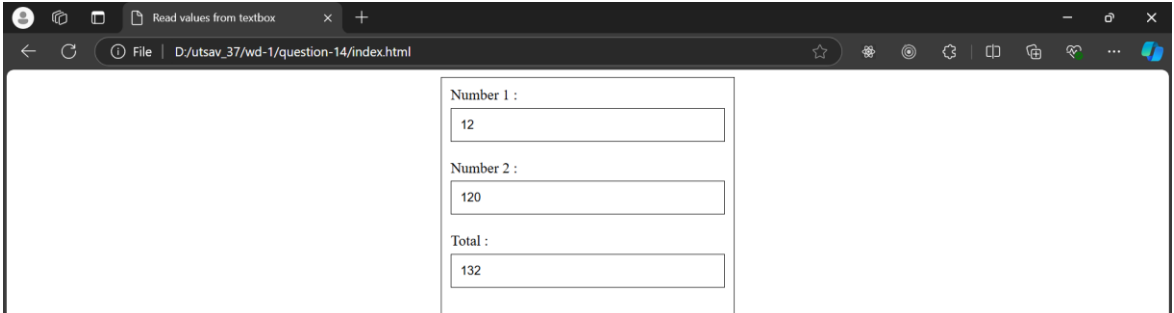 Read values from textbox
File | D:/utsav_37/wd-1/question-14/index.html
Number 1 :
12
Number 2 :
120
Total :
132